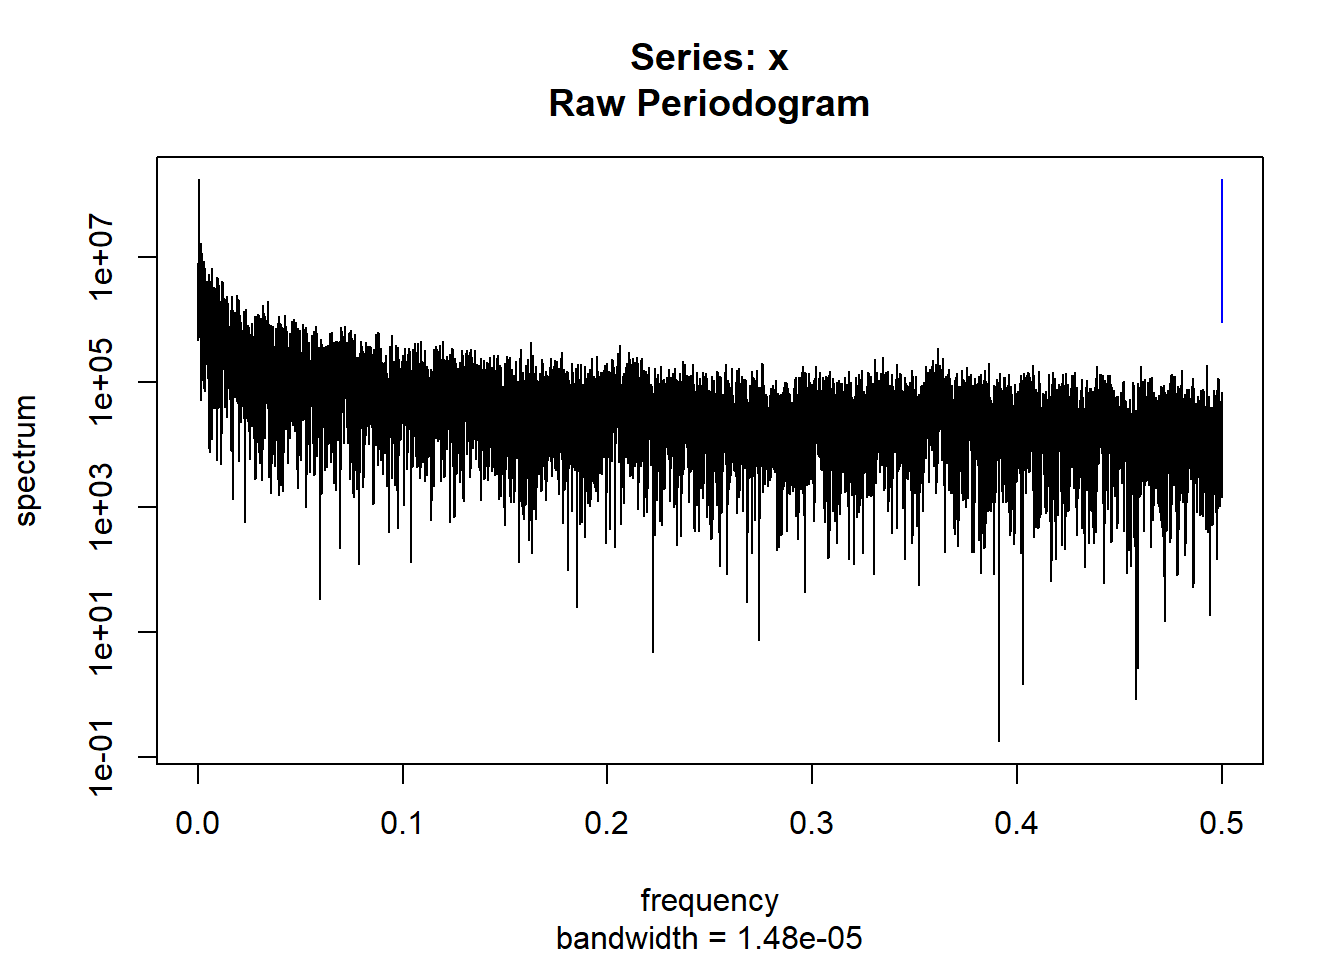 Series: x
Raw Periodogram
spectrum
1e+07
1e+05
1e+03
1e+01
1e-01
0.0 0.1 0.2 0.3 0.4 0.5
frequency
bandwidth = 1.48e-05